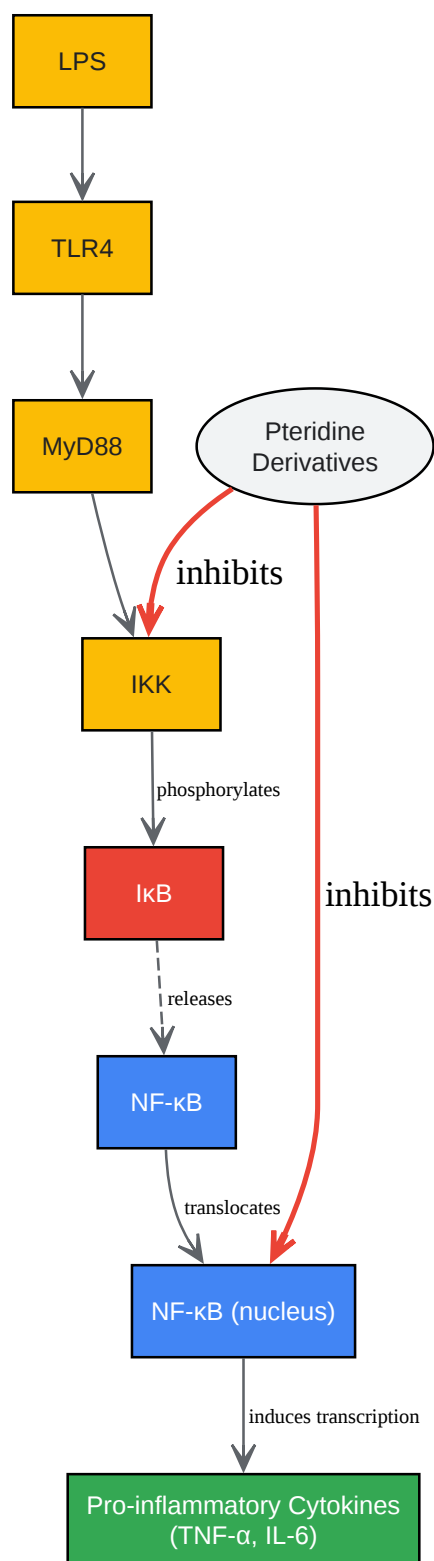 LPS
TLR4
MyD88
Pteridine
Derivatives
inhibits
IKK
phosphorylates
IκB
inhibits
releases
NF-κB
translocates
NF-κB (nucleus)
induces transcription
Pro-inflammatory Cytokines
(TNF-α, IL-6)